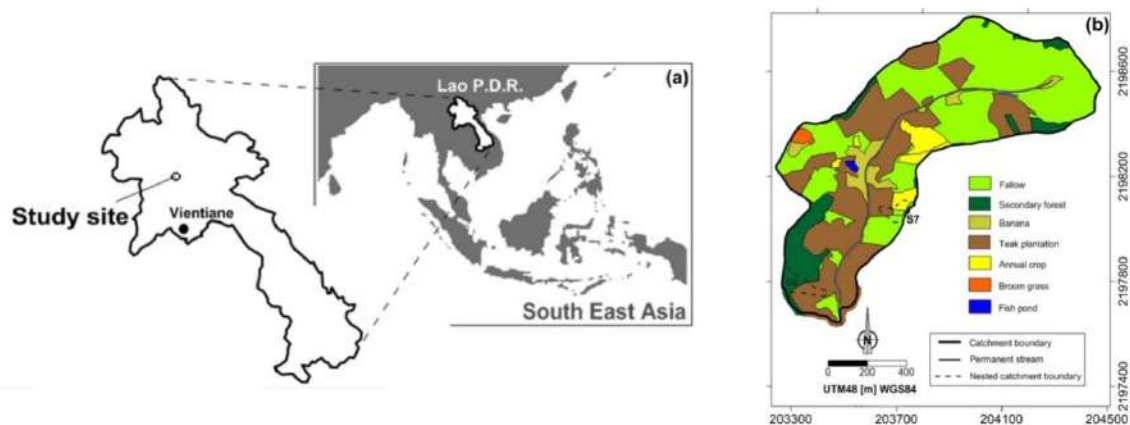 (a)
Lao P.D.R.
Study site
Vientiane
South East Asia
(b)
2198600
2198200
2197800
2197400
S7
Fallow
Secondary forest
Banana
Teak plantation
Annual crop
Broom grass
Fish pond
N
0 200 400
UTM48 [m] WGS84
Catchment boundary
Permanent stream
Nested catchment boundary
203300 203700 204100 204500